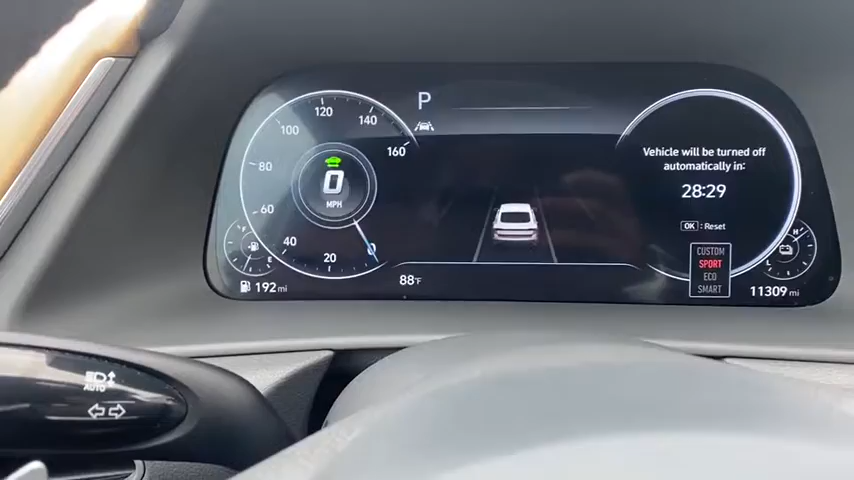 P
120
140
100
160
80
0
MPH
60
40
20
0
F
E
192 mi
88°F
Vehicle will be turned off
automatically in:
28:29
OK : Reset
CUSTOM
SPORT
ECO
SMART
H
L
11309 mi
AUTO